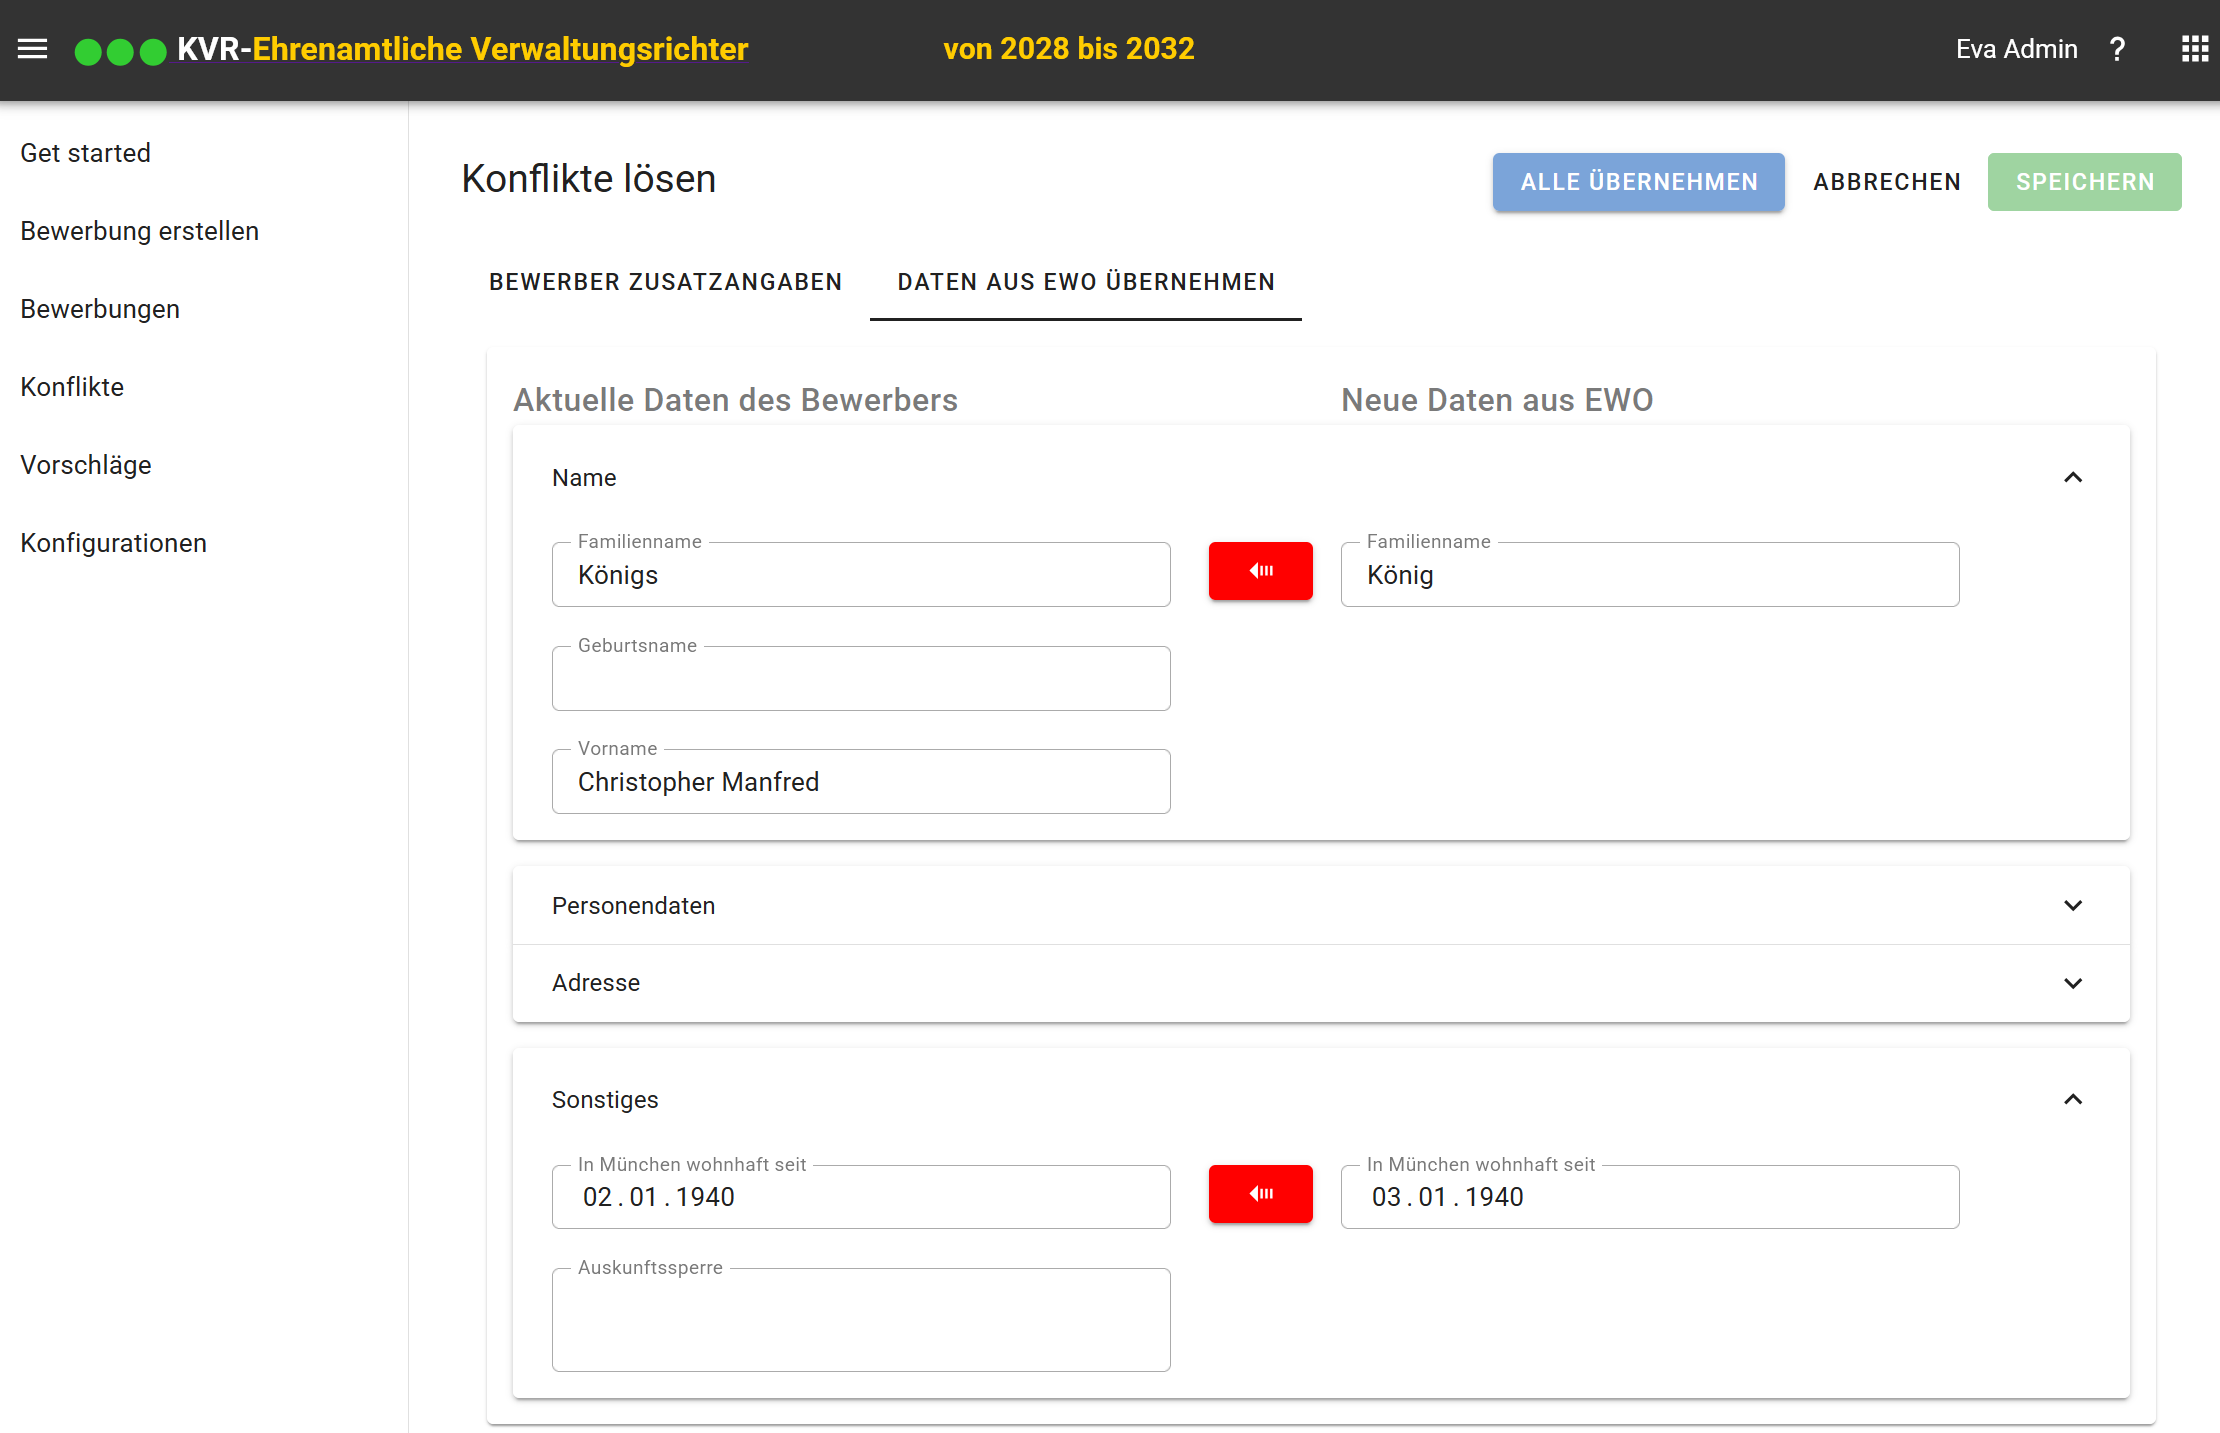 KVR-Ehrenamtliche Verwaltungsrichter
von 2028 bis 2032
Eva Admin
?
Get started
Bewerbung erstellen
Bewerbungen
Konflikte
Vorschläge
Konfigurationen
Konflikte lösen
ALLE ÜBERNEHMEN
ABBRECHEN
SPEICHERN
BEWERBER ZUSATZANGABEN
DATEN AUS EWO ÜBERNEHMEN
Aktuelle Daten des Bewerbers
Neue Daten aus EWO
Name
Familienname
Königs
Familienname
König
Geburtsname
Vorname
Christopher Manfred
Personendaten
Adresse
Sonstiges
In München wohnhaft seit
02.01.1940
In München wohnhaft seit
03.01.1940
Auskunftssperre